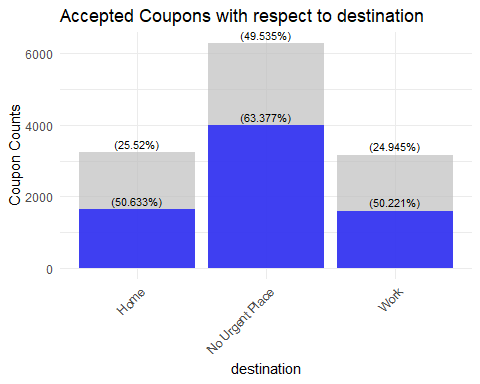 Accepted Coupons with respect to destination
Coupon Counts
6000
4000
2000
0
(49.535%)
(63.377%)
(25.52%)
(50.633%)
(24.945%)
(50.221%)
Home
No Urgent Place
Work
destination